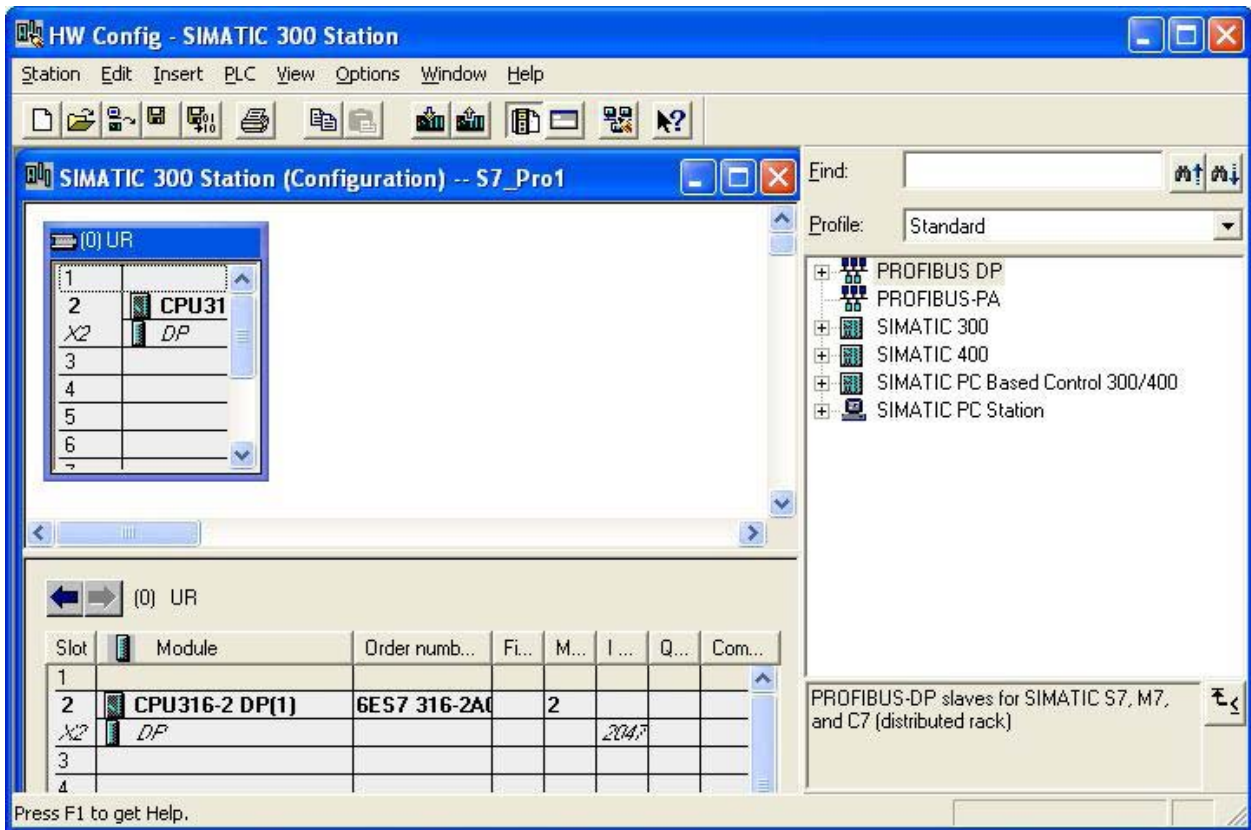 HW Config - SIMATIC 300 Station
Station Edit Insert PLC View Options Window Help
SIMATIC 300 Station (Configuration) -- S7_Pro1
(0) UR
1
2 CPU31
X2 DP
3
4
5
6
Find:
Profile: Standard
PROFIBUS DP
PROFIBUS-PA
SIMATIC 300
SIMATIC 400
SIMATIC PC Based Control 300/400
SIMATIC PC Station
(0) UR
Slot Module Order numb... Fi... M... I ... Q... Com...
1
2 CPU316-2 DP(1) 6ES7 316-2A 2
X2 DP 2047
3
4
PROFIBUS-DP slaves for SIMATIC S7, M7,
and C7 (distributed rack)
Press F1 to get Help.